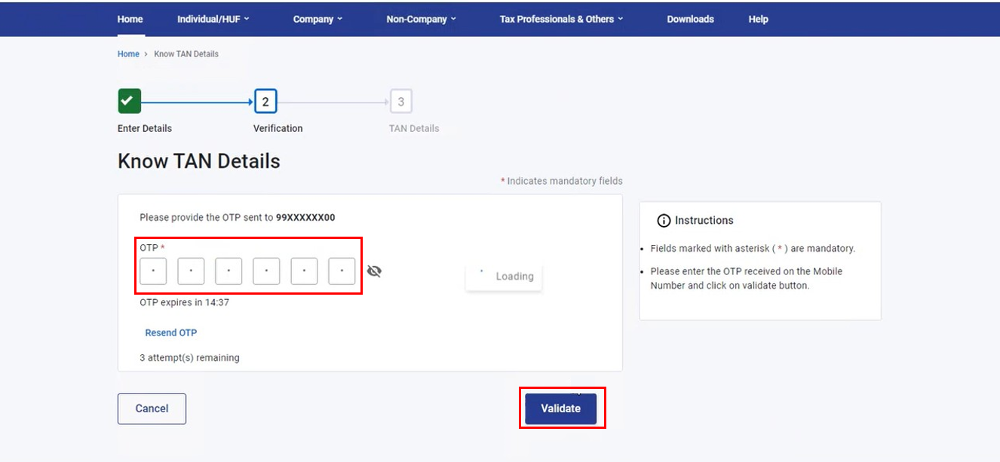 Home Individual/HUF Company Non-Company Tax Professionals & Others Downloads Help
Home › Know TAN Details
2 3
Enter Details Verification TAN Details
Know TAN Details
* Indicates mandatory fields
Please provide the OTP sent to 99XXXXXX00
OTP *
Loading
OTP expires in 14:37
Resend OTP
3 attempt(s) remaining
Cancel
Validate
Instructions
• Fields marked with asterisk ( * ) are mandatory.
• Please enter the OTP received on the Mobile
Number and click on validate button.